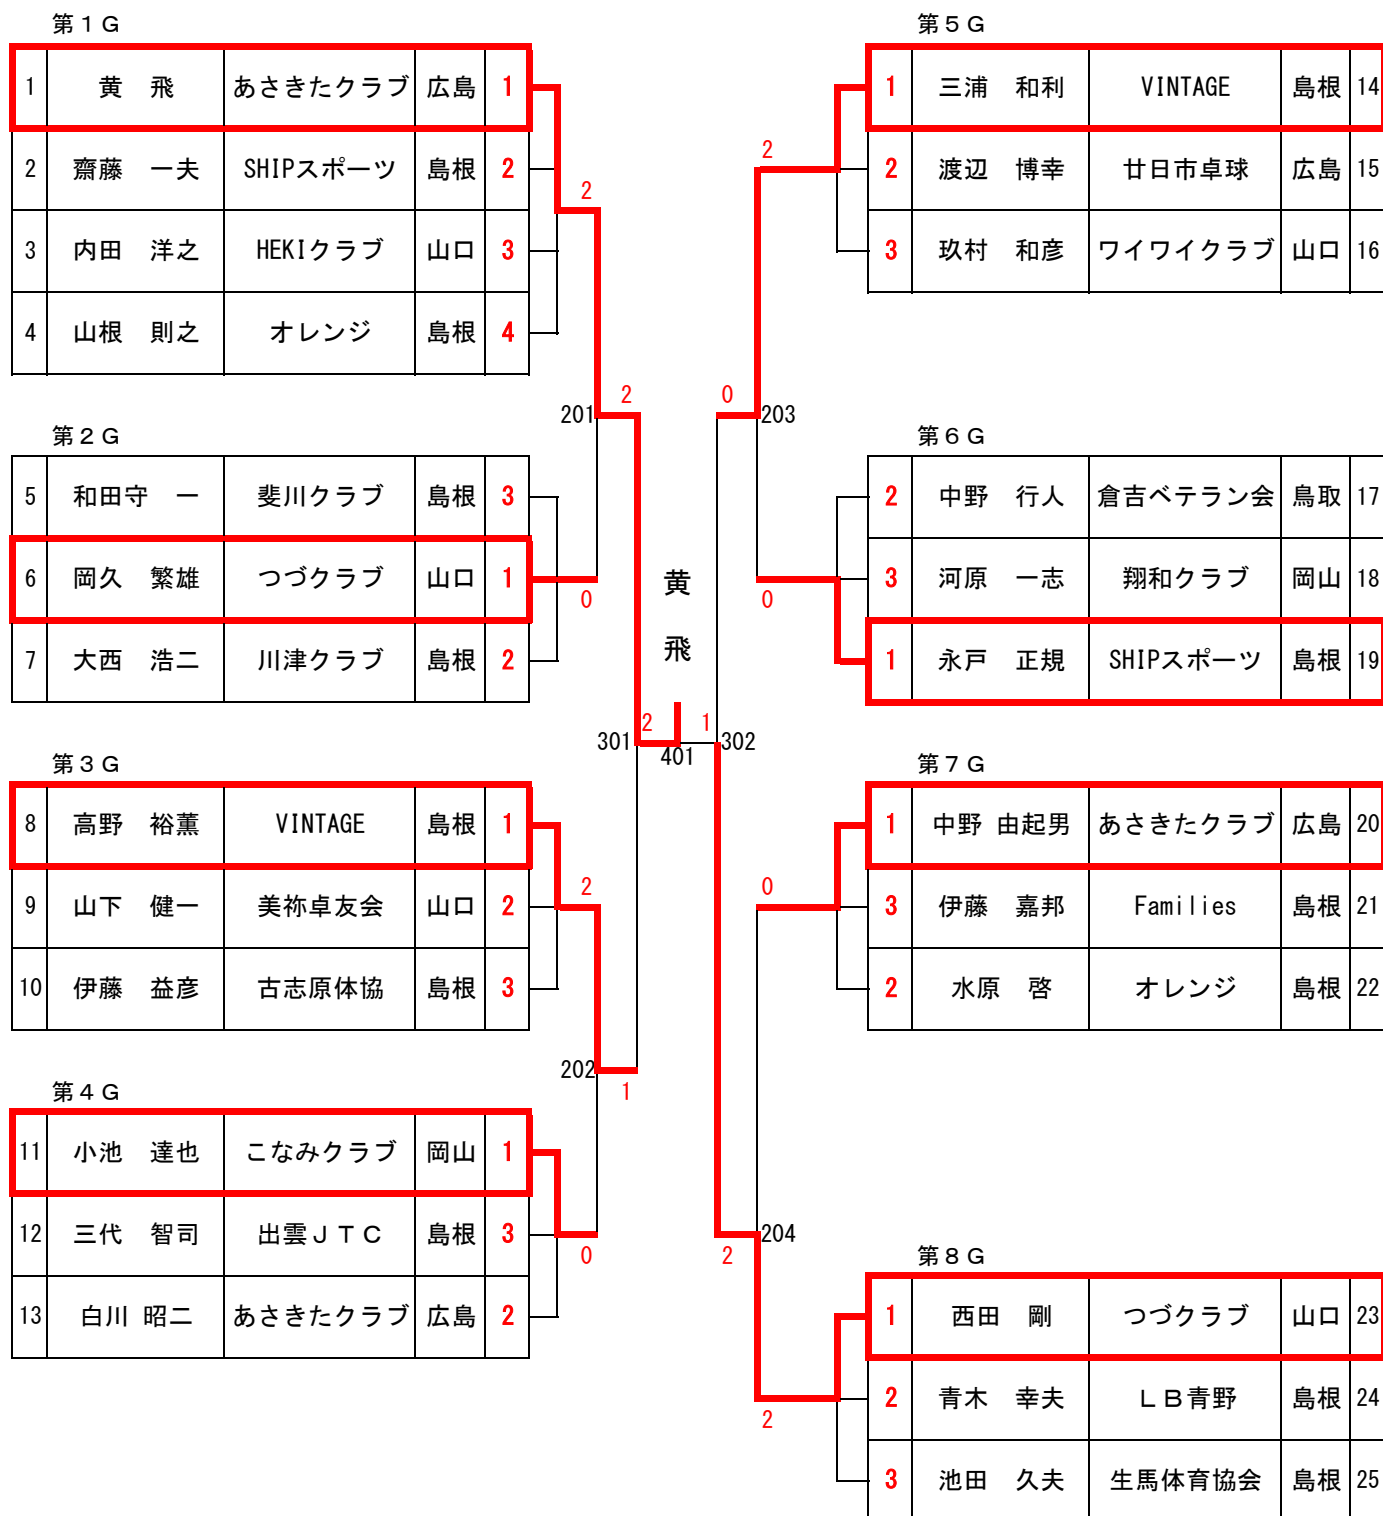 第１Ｇ
1 黄　飛 あさきたクラブ 広島 1
2 齋藤　一夫 SHIPスポーツ 島根 2
3 内田　洋之 HEKIクラブ 山口 3
4 山根　則之 オレンジ 島根 4
2
第２Ｇ
5 和田守　一 斐川クラブ 島根 3
6 岡久　繁雄 つづクラブ 山口 1
7 大西　浩二 川津クラブ 島根 2
0
201
2
第３Ｇ
8 高野　裕薫 VINTAGE 島根 1
9 山下　健一 美祢卓友会 山口 2
10 伊藤　益彦 古志原体協 島根 3
2
第４Ｇ
11 小池　達也 こなみクラブ 岡山 1
12 三代　智司 出雲ＪＴＣ 島根 3
13 白川 昭二 あさきたクラブ 広島 2
0
202
1
301
2
黄
飛
401
1
302
第５Ｇ
1 三浦　和利 VINTAGE 島根 14
2 渡辺　博幸 廿日市卓球 広島 15
3 玖村　和彦 ワイワイクラブ 山口 16
2
0
203
第６Ｇ
2 中野　行人 倉吉ベテラン会 鳥取 17
3 河原　一志 翔和クラブ 岡山 18
1 永戸　正規 SHIPスポーツ 島根 19
0
第７Ｇ
1 中野 由起男 あさきたクラブ 広島 20
3 伊藤　嘉邦 Families 島根 21
2 水原　啓 オレンジ 島根 22
0
204
2
第８Ｇ
1 西田　剛 つづクラブ 山口 23
2 青木　幸夫 ＬＢ青野 島根 24
3 池田　久夫 生馬体育協会 島根 25
2